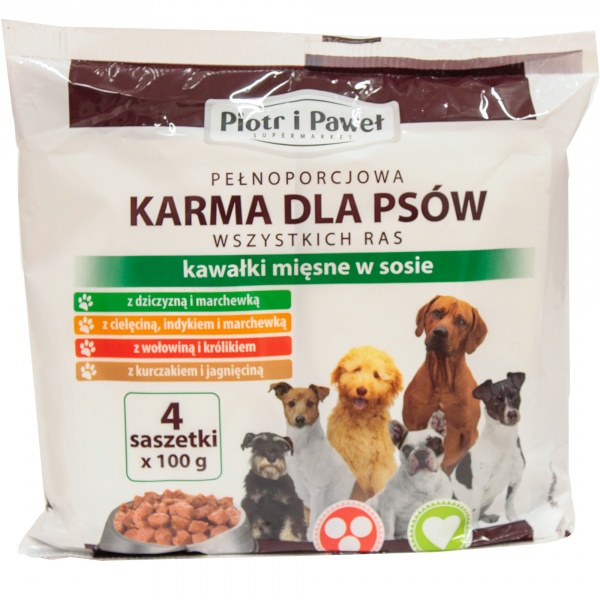 Piotr i Paweł
SUPERMARKET
PEŁNOPORCJOWA
KARMA DLA PSÓW
WSZYSTKICH RAS
kawałki mięsne w sosie
z dziczyzną i marchewką
z cielęciną, indykiem i marchewką
z wołowiną i królikiem
z kurczakiem i jagnięciną
4
saszetki
x 100 g